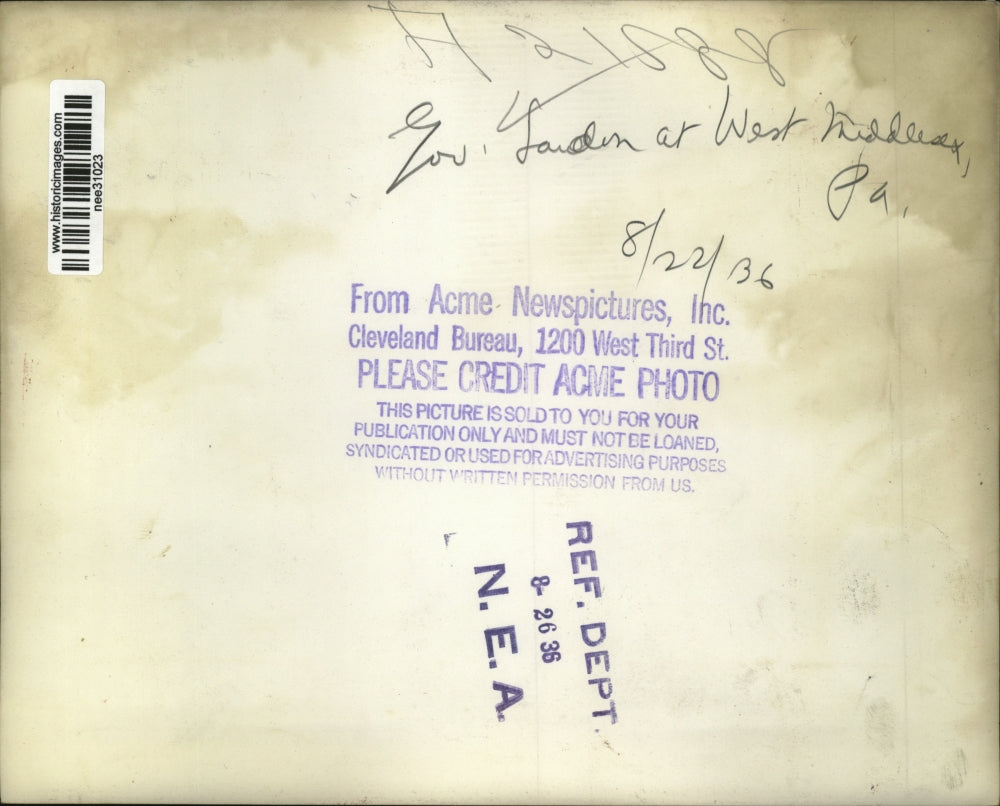 21888
Gov. Landon at West Middlesex,
Pa.
8/22/36
www.historicimages.com
nee31023
From Acme Newspictures, Inc.
Cleveland Bureau, 1200 West Third St.
PLEASE CREDIT ACME PHOTO
THIS PICTURE IS SOLD TO YOU FOR YOUR
PUBLICATION ONLY AND MUST NOT BE LOANED,
SYNDICATED OR USED FOR ADVERTISING PURPOSES
WITHOUT WRITTEN PERMISSION FROM US.
REF. DEPT.
8-26 36
N. E. A.